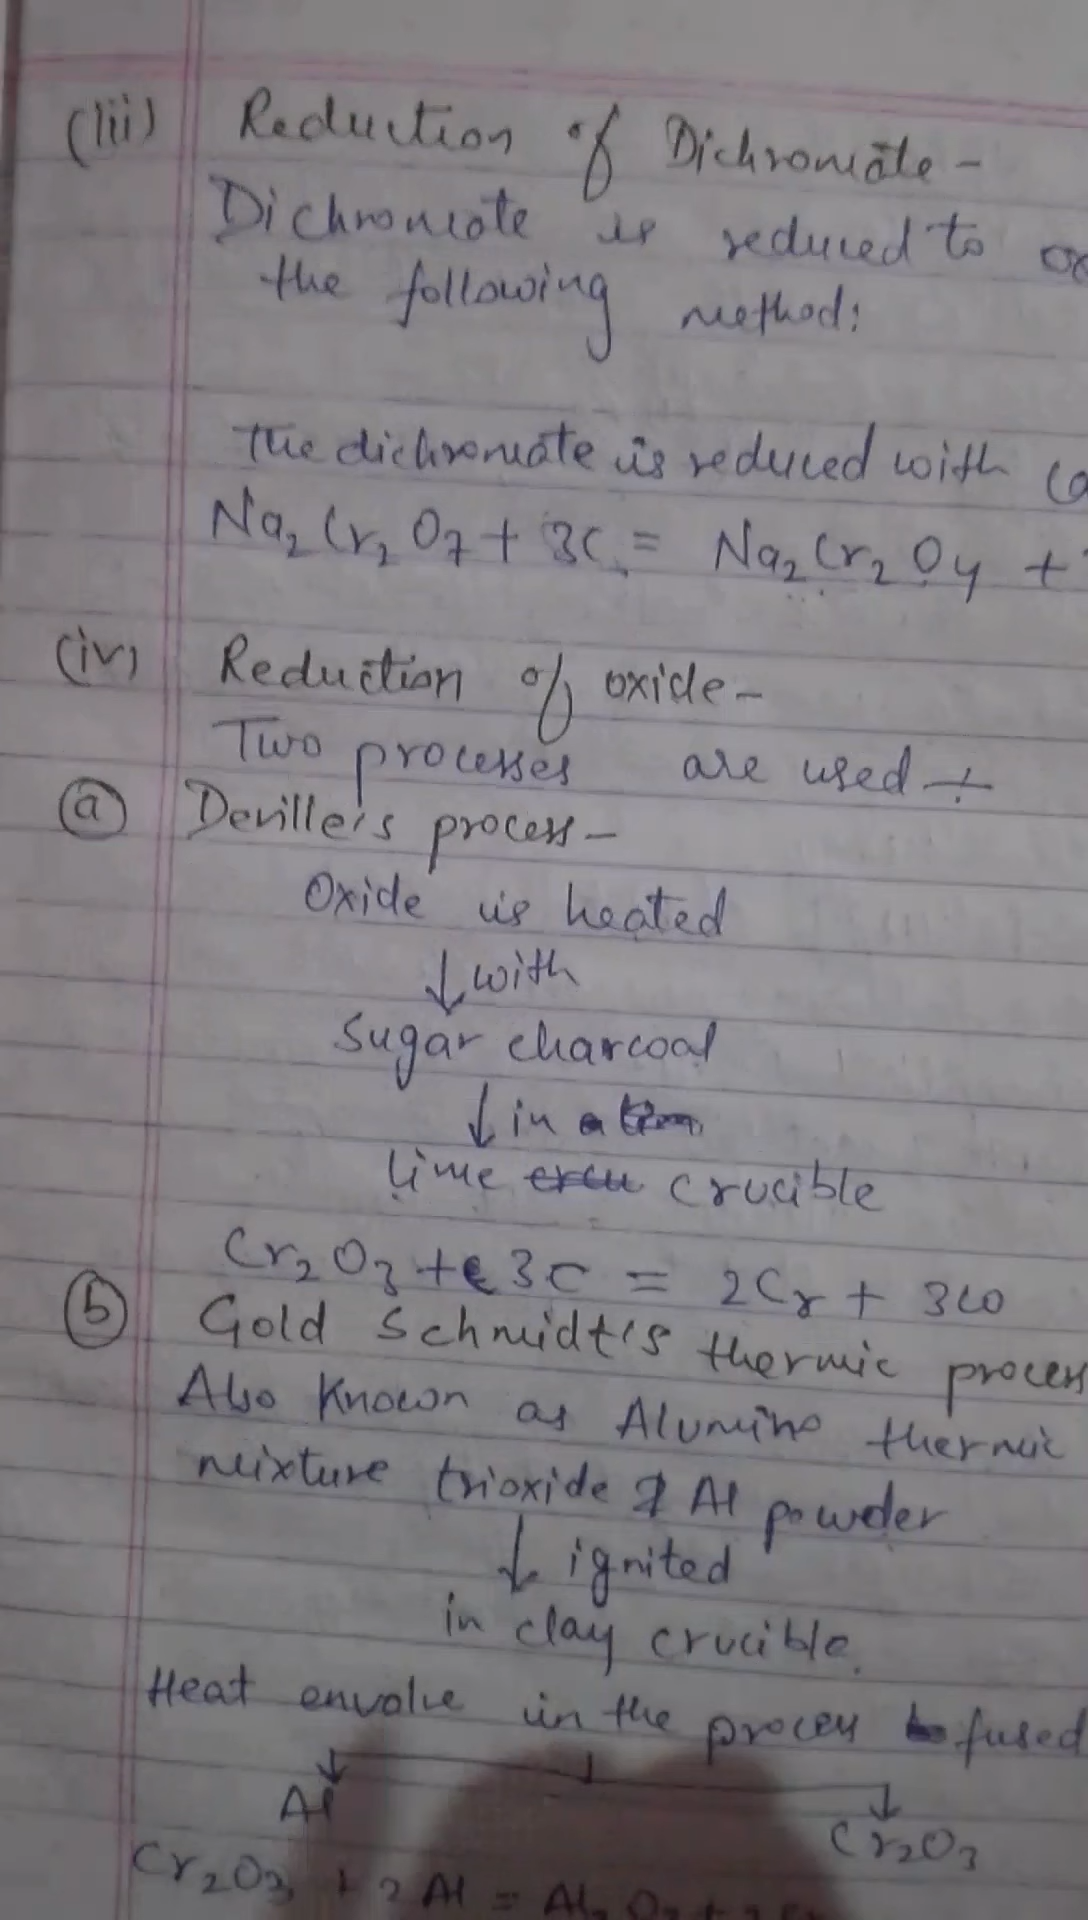 (iii) Reduction of Dichromate -
Dichromate is reduced to
the following method:
The dichromate is reduced with
Na2Cr2O7 + 3C = Na2Cr2O4 +
(iv) Reduction of oxide -
Two processes are used ÷
(a) Deville's process -
Oxide is heated
↓ with
Sugar charcoal
↓ in a
lime crucible
Cr2O3 + 3C = 2Cr + 3CO
(b) Gold Schmidt's thermic process
Also Known as Alumino thermic
mixture trioxide & Al powder
↓ ignited
in clay crucible.
Heat envolve in the process fused
Al Cr2O3
Cr2O3 + 2Al = Al2O3 +